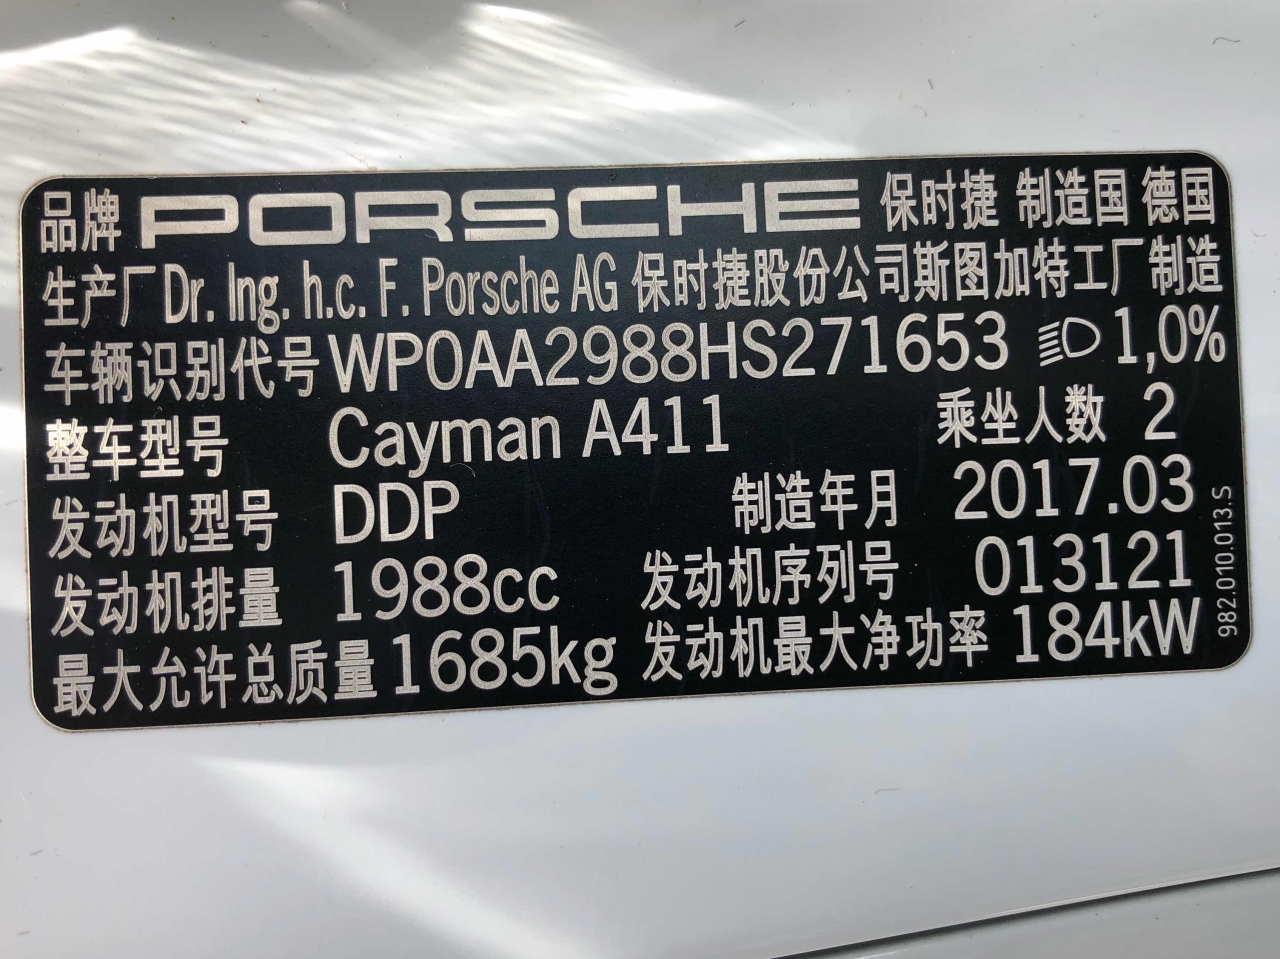 品牌 PORSCHE 保时捷 制造国 德国
生产厂 Dr. Ing. h.c. F. Porsche AG 保时捷股份公司斯图加特工厂 制造
车辆识别代号 WP0AA2988HS271653 1,0%
整车型号 Cayman A411 乘坐人数 2
发动机型号 DDP 制造年月 2017.03
发动机排量 1988cc 发动机序列号 013121
最大允许总质量 1685kg 发动机最大净功率 184kW
982.010.013.S